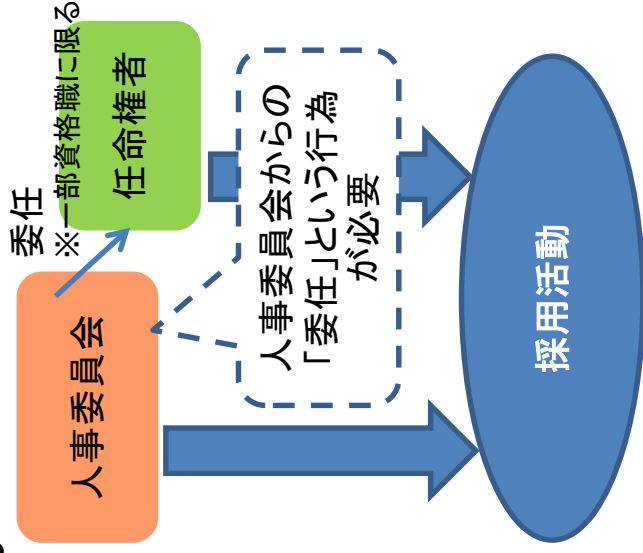 委任
※一部資格職に限る
人事委員会
任命権者
人事委員会からの
「委任」という行為
が必要
採用活動